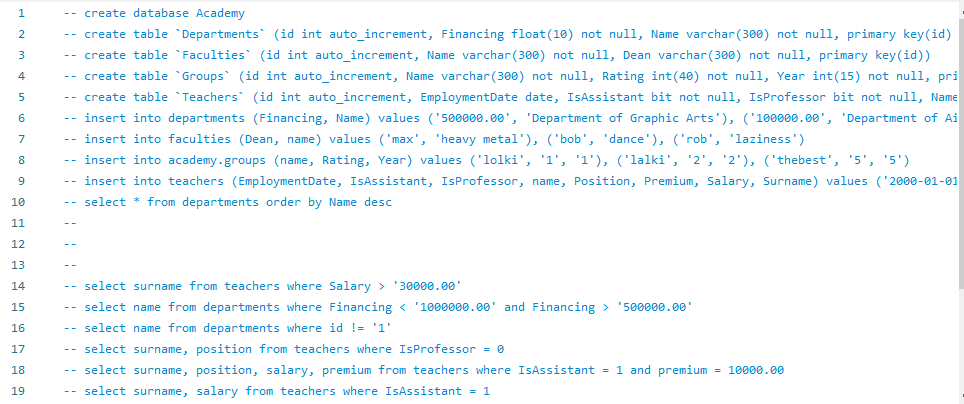 1 -- create database Academy
2 -- create table `Departments` (id int auto_increment, Financing float(10) not null, Name varchar(300) not null, primary key(id)
3 -- create table `Faculties` (id int auto_increment, Name varchar(300) not null, Dean varchar(300) not null, primary key(id))
4 -- create table `Groups` (id int auto_increment, Name varchar(300) not null, Rating int(40) not null, Year int(15) not null, pri
5 -- create table `Teachers` (id int auto_increment, EmploymentDate date, IsAssistant bit not null, IsProfessor bit not null, Name
6 -- insert into departments (Financing, Name) values ('500000.00', 'Department of Graphic Arts'), ('100000.00', 'Department of Ai
7 -- insert into faculties (Dean, name) values ('max', 'heavy metal'), ('bob', 'dance'), ('rob', 'laziness')
8 -- insert into academy.groups (name, Rating, Year) values ('lolki', '1', '1'), ('lalki', '2', '2'), ('thebest', '5', '5')
9 -- insert into teachers (EmploymentDate, IsAssistant, IsProfessor, name, Position, Premium, Salary, Surname) values ('2000-01-01
10 -- select * from departments order by Name desc
11 --
12 --
13 --
14 -- select surname from teachers where Salary > '30000.00'
15 -- select name from departments where Financing < '1000000.00' and Financing > '500000.00'
16 -- select name from departments where id != '1'
17 -- select surname, position from teachers where IsProfessor = 0
18 -- select surname, position, salary, premium from teachers where IsAssistant = 1 and premium = 10000.00
19 -- select surname, salary from teachers where IsAssistant = 1